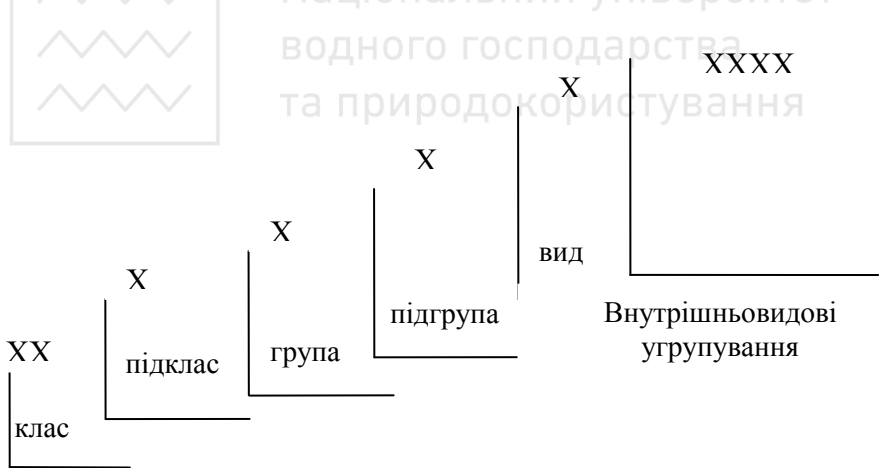 Національний університет
водного господарства
та природокористування
XXXX
X
X
X
X
XX
вид
підгрупа
група
підклас
клас
Внутрішньовидові
угрупування